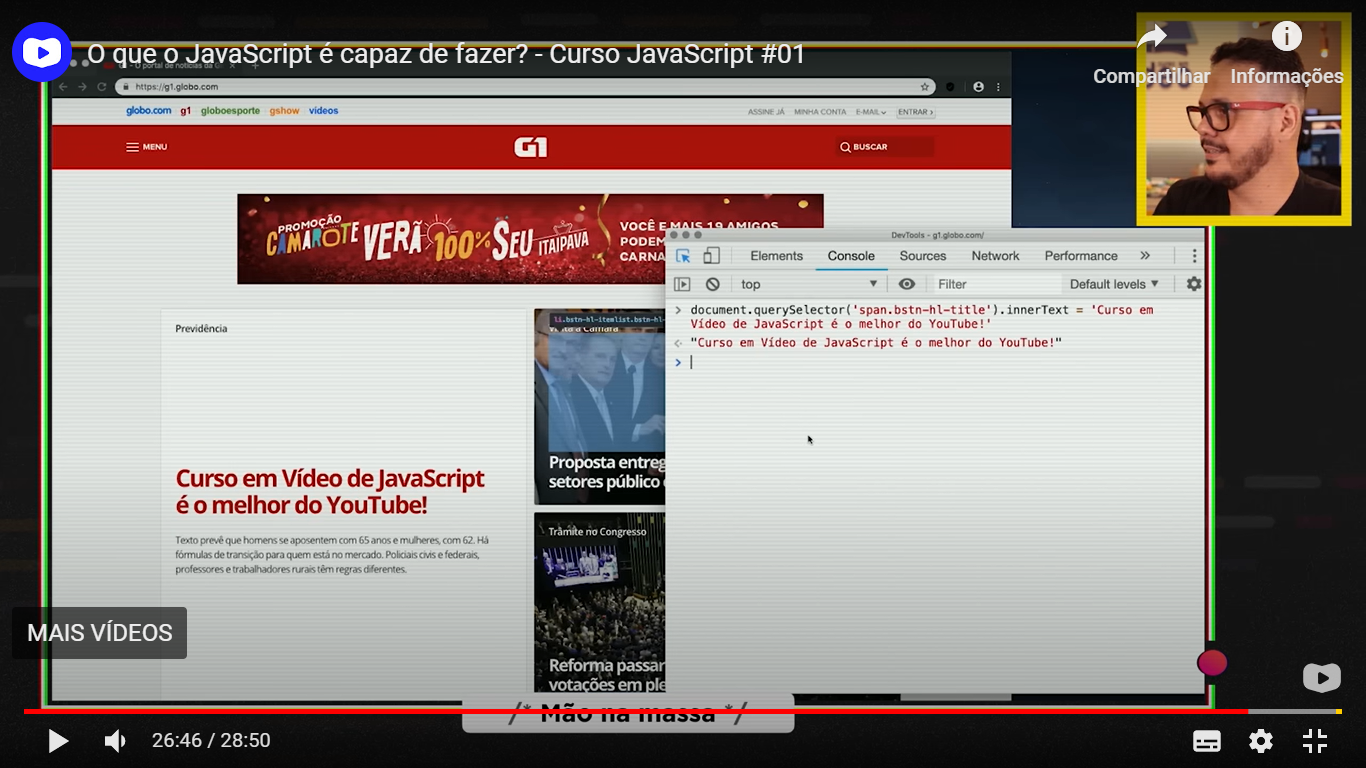 O que o JavaScript é capaz de fazer? - Curso JavaScript #01
Compartilhar
Informações
https://g1.globo.com
globo.com g1 globoesporte gshow vídeos
ASSINE JÁ MINHA CONTA E-MAIL ENTRAR
MENU
G1
BUSCAR
PROMOÇÃO
CAMAROTE VERÃO 100% SEU ITAIPAVA
VOCÊ E MAIS 19 AMIGOS
PODEM
CARNA
DevTools - g1.globo.com/
Elements Console Sources Network Performance »
top Filter Default levels
> document.querySelector('span.bstn-hl-title').innerText = 'Curso em
Vídeo de JavaScript é o melhor do YouTube!'
"Curso em Vídeo de JavaScript é o melhor do YouTube!"
>
Previdência
Curso em Vídeo de JavaScript
é o melhor do YouTube!
Texto prevê que homens se aposentem com 65 anos e mulheres, com 62. Há
fórmulas de transição para quem está no mercado. Policiais civis e federais,
professores e trabalhadores rurais têm regras diferentes.
li.bstn-hl-itemlist.bstn-hl-
Visita à Câmara
Proposta entreg
setores público
Trâmite no Congresso
Reforma passar
votações em ple
MAIS VÍDEOS
/* Mão na massa */
26:46 / 28:50